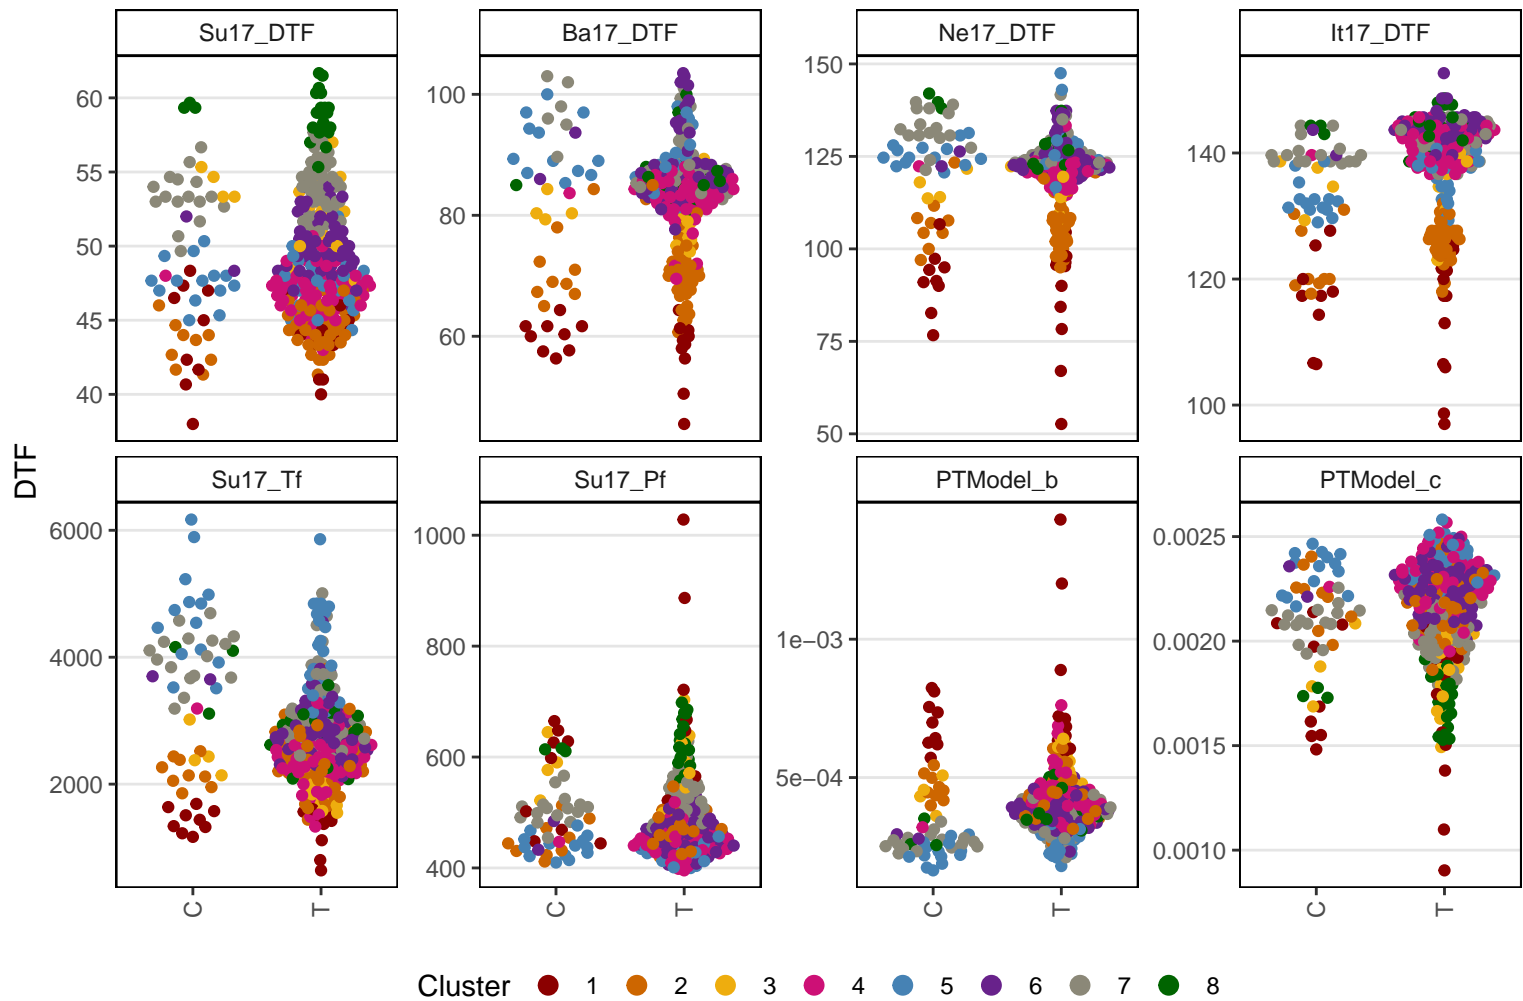 Su17_DTF
Ba17_DTF
Ne17_DTF
It17_DTF
60
55
50
45
40
100
80
60
150
125
100
75
50
140
120
100
DTF
Su17_Tf
Su17_Pf
PTModel_b
PTModel_c
6000
4000
2000
1000
800
600
400
1e−03
5e−04
0.0025
0.0020
0.0015
0.0010
C
T
C
T
C
T
C
T
Cluster 1 2 3 4 5 6 7 8